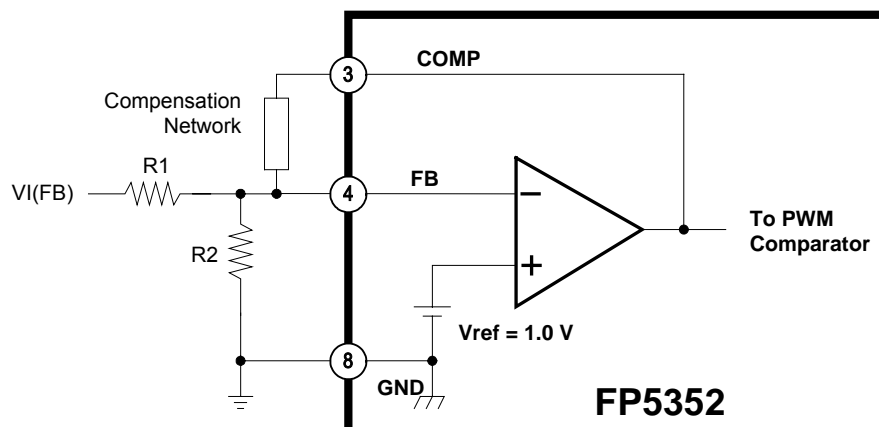 COMP
3
Compensation
Network
R1
VI(FB)
4
FB
−
To PWM
Comparator
R2
+
Vref = 1.0 V
8
GND
FP5352